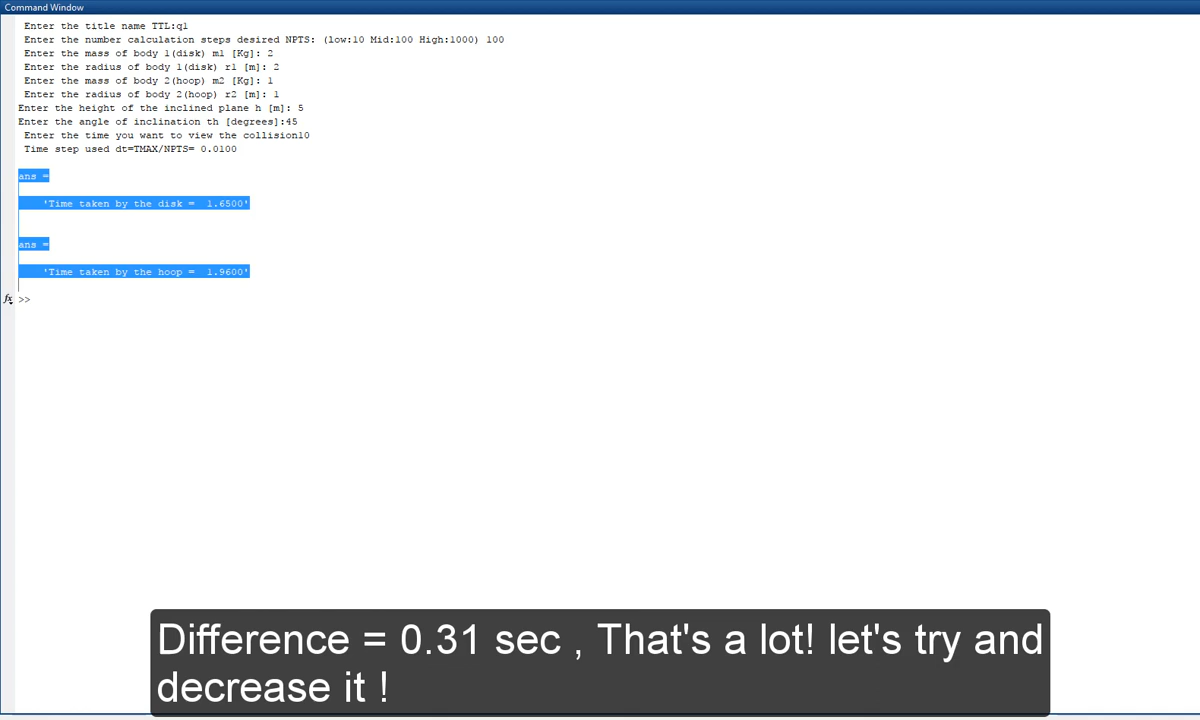 Command Window
Enter the title name TTL:q1
Enter the number calculation steps desired NPTS: (low:10 Mid:100 High:1000) 100
Enter the mass of body 1(disk) m1 [Kg]: 2
Enter the radius of body 1(disk) r1 [m]: 2
Enter the mass of body 2(hoop) m2 [Kg]: 1
Enter the radius of body 2(hoop) r2 [m]: 1
Enter the height of the inclined plane h [m]: 5
Enter the angle of inclination th [degrees]:45
Enter the time you want to view the collision10
Time step used dt=TMAX/NPTS= 0.0100
ans =
'Time taken by the disk =  1.6500'
ans =
'Time taken by the hoop =  1.9600'
fx >>
Difference = 0.31 sec , That's a lot! let's try and
decrease it !